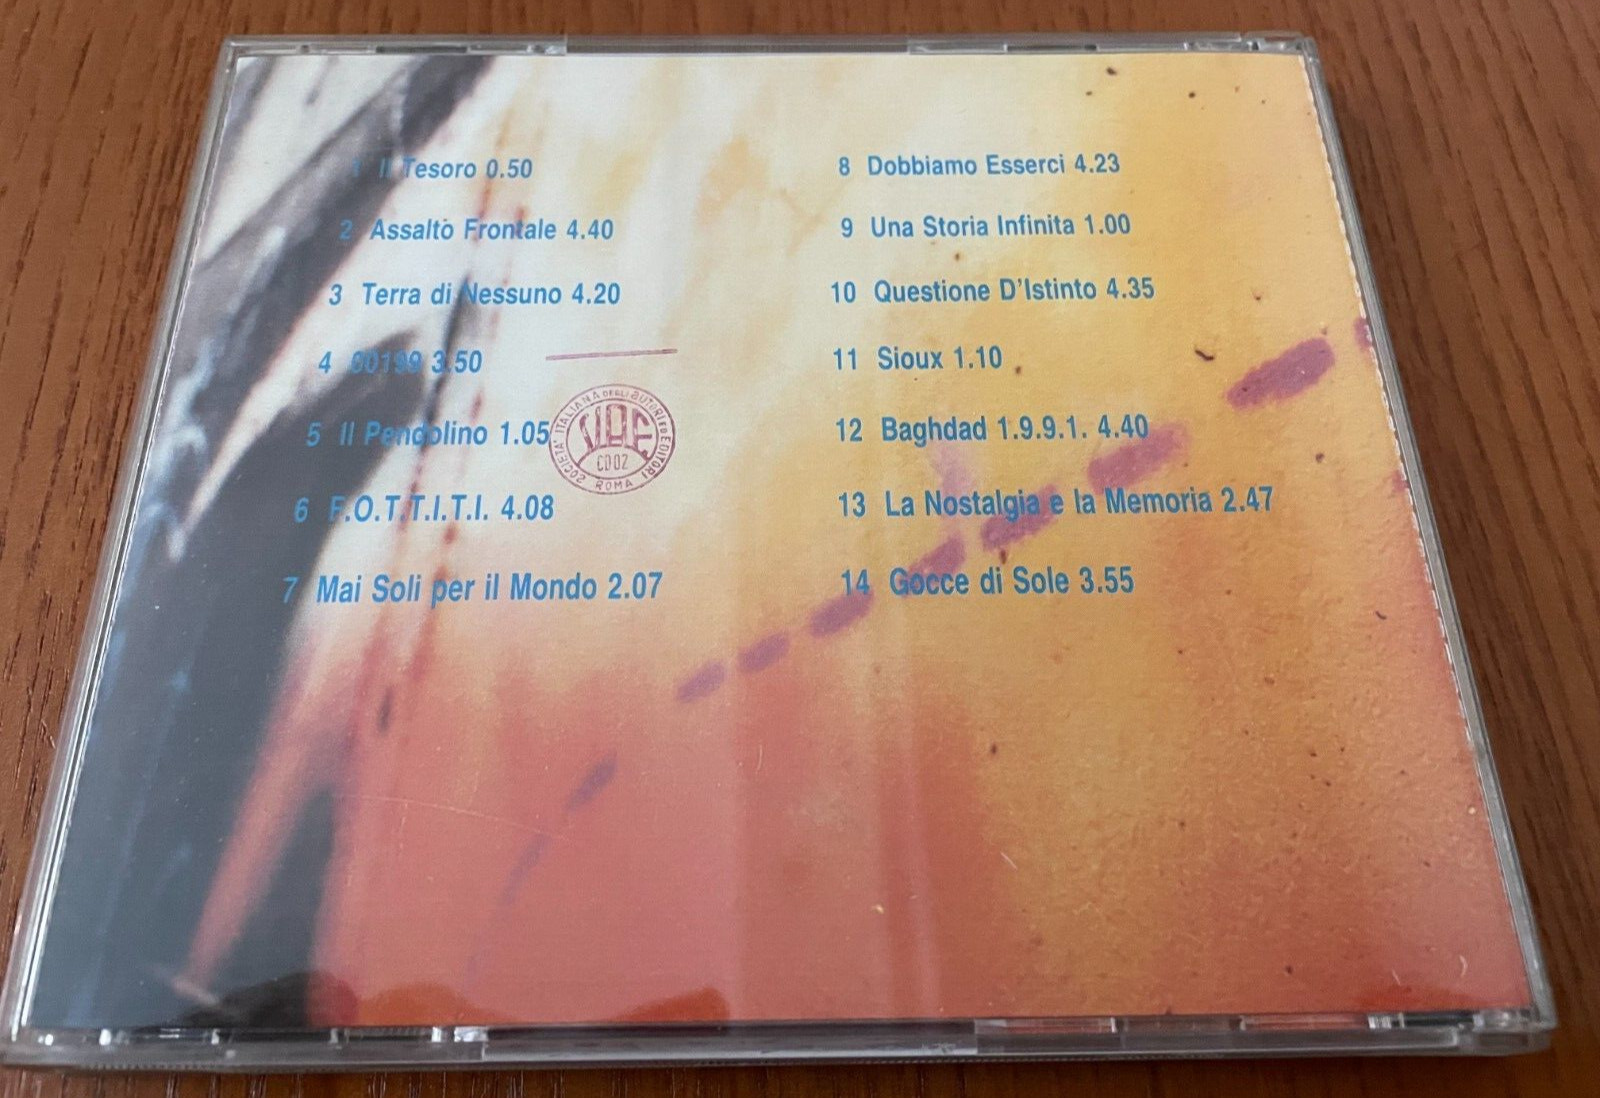 1 Il Tesoro 0.50
2 Assalto Frontale 4.40
3 Terra di Nessuno 4.20
4 00199 3.50
5 Il Pendolino 1.05
6 F.O.T.T.I.T.I. 4.08
7 Mai Soli per il Mondo 2.07
SOCIETA' ITALIANA DEGLI AUTORI ED EDITORI
SIAE
CD02
ROMA
8 Dobbiamo Esserci 4.23
9 Una Storia Infinita 1.00
10 Questione D'Istinto 4.35
11 Sioux 1.10
12 Baghdad 1.9.9.1. 4.40
13 La Nostalgia e la Memoria 2.47
14 Gocce di Sole 3.55